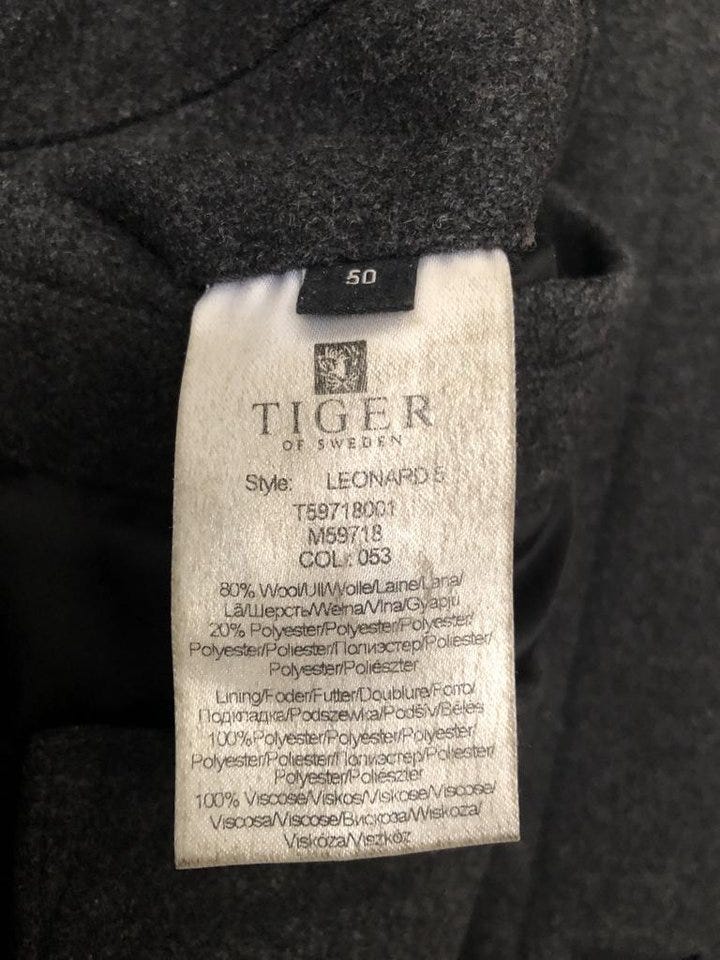 50
TIGER
OF SWEDEN
Style: LEONARD 5
T59718001
M59718
COL: 053
80% Wool/Ull/Wolle/Laine/Lana/
Lã/Шерсть/Wełna/Vlna/Gyapjú
20% Polyester/Polyester/Polyester/
Polyester/Poliester/Полиэстер/Poliester/
Polyester/Poliészter
Lining/Foder/Futter/Doublure/Forro/
Подкладка/Podszewka/Podšív/Bélés
100%Polyester/Polyester/Polyester/
Polyester/Poliester/Полиэстер/Poliester/
Polyester/Poliészter
100% Viscose/Viskos/Viskose/Viscose/
Viscosa/Viscose/Вискоза/Wiskoza/
Viskóza/Viszkóz